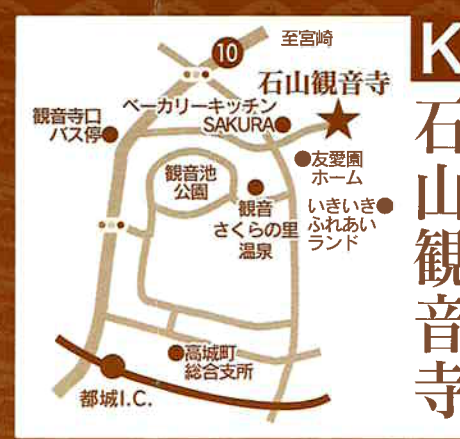 至宮崎
10
石山観音寺
ベーカリーキッチン
SAKURA
観音寺口
バス停
友愛園
ホーム
観音池
公園
観音
さくらの里
温泉
いきいき
ふれあい
ランド
高城町
総合支所
都城I.C.
K
石山観音寺